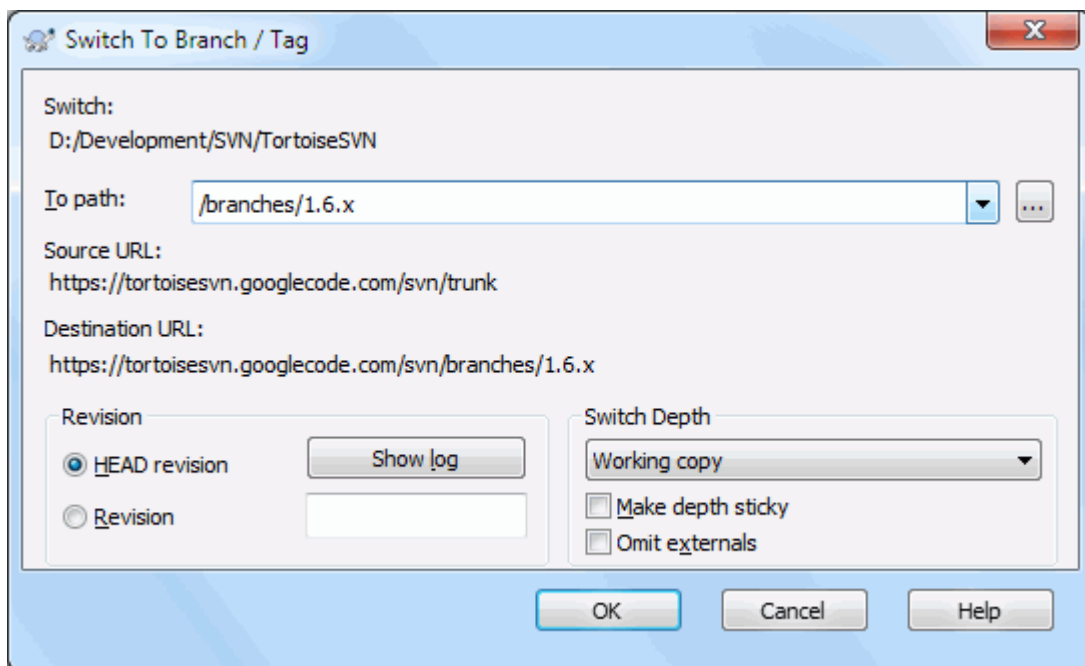 Switch To Branch / Tag
Switch:
D:/Development/SVN/TortoiseSVN
To path:
/branches/1.6.x
...
Source URL:
https://tortoisesvn.googlecode.com/svn/trunk
Destination URL:
https://tortoisesvn.googlecode.com/svn/branches/1.6.x
Revision
HEAD revision
Show log
Revision
Switch Depth
Working copy
Make depth sticky
Omit externals
OK
Cancel
Help